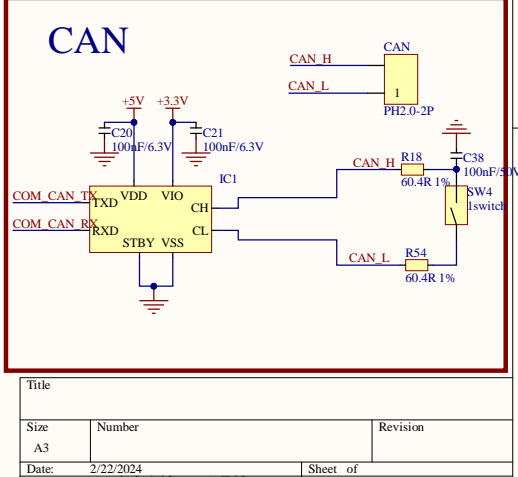 CAN
CAN
CAN_H
CAN_L
1
PH2.0-2P
+5V +3.3V
C20
100nF/6.3V
C21
100nF/6.3V
IC1
COM_CAN_TX
TXD
VDD VIO
CH
COM_CAN_RX
RXD
CL
STBY VSS
CAN_H
R18
60.4R 1%
C38
100nF/50V
SW4
1switch
CAN_L
R54
60.4R 1%
Title
Size
Number
Revision
A3
Date:
2/22/2024
Sheet of